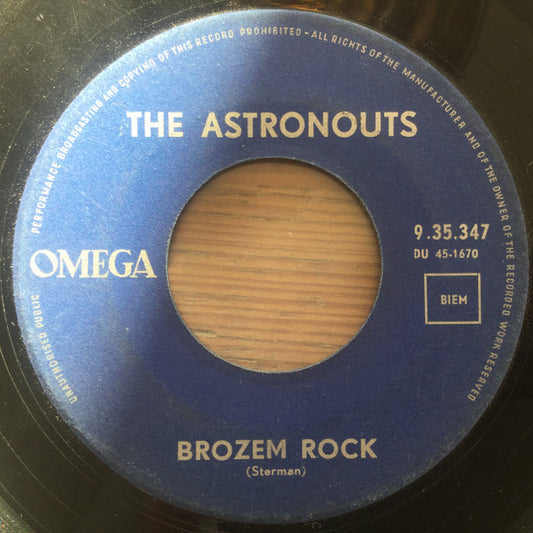 UNAUTHORISED PUBLIC PERFORMANCE BROADCASTING AND COPYING OF THIS RECORD PROHIBITED - ALL RIGHTS OF THE MANUFACTURER AND OF THE OWNER OF THE RECORDED WORK RESERVED
THE ASTRONOUTS
OMEGA
9.35.347
DU 45-1670
BIEM
BROZEM ROCK
(Sterman)